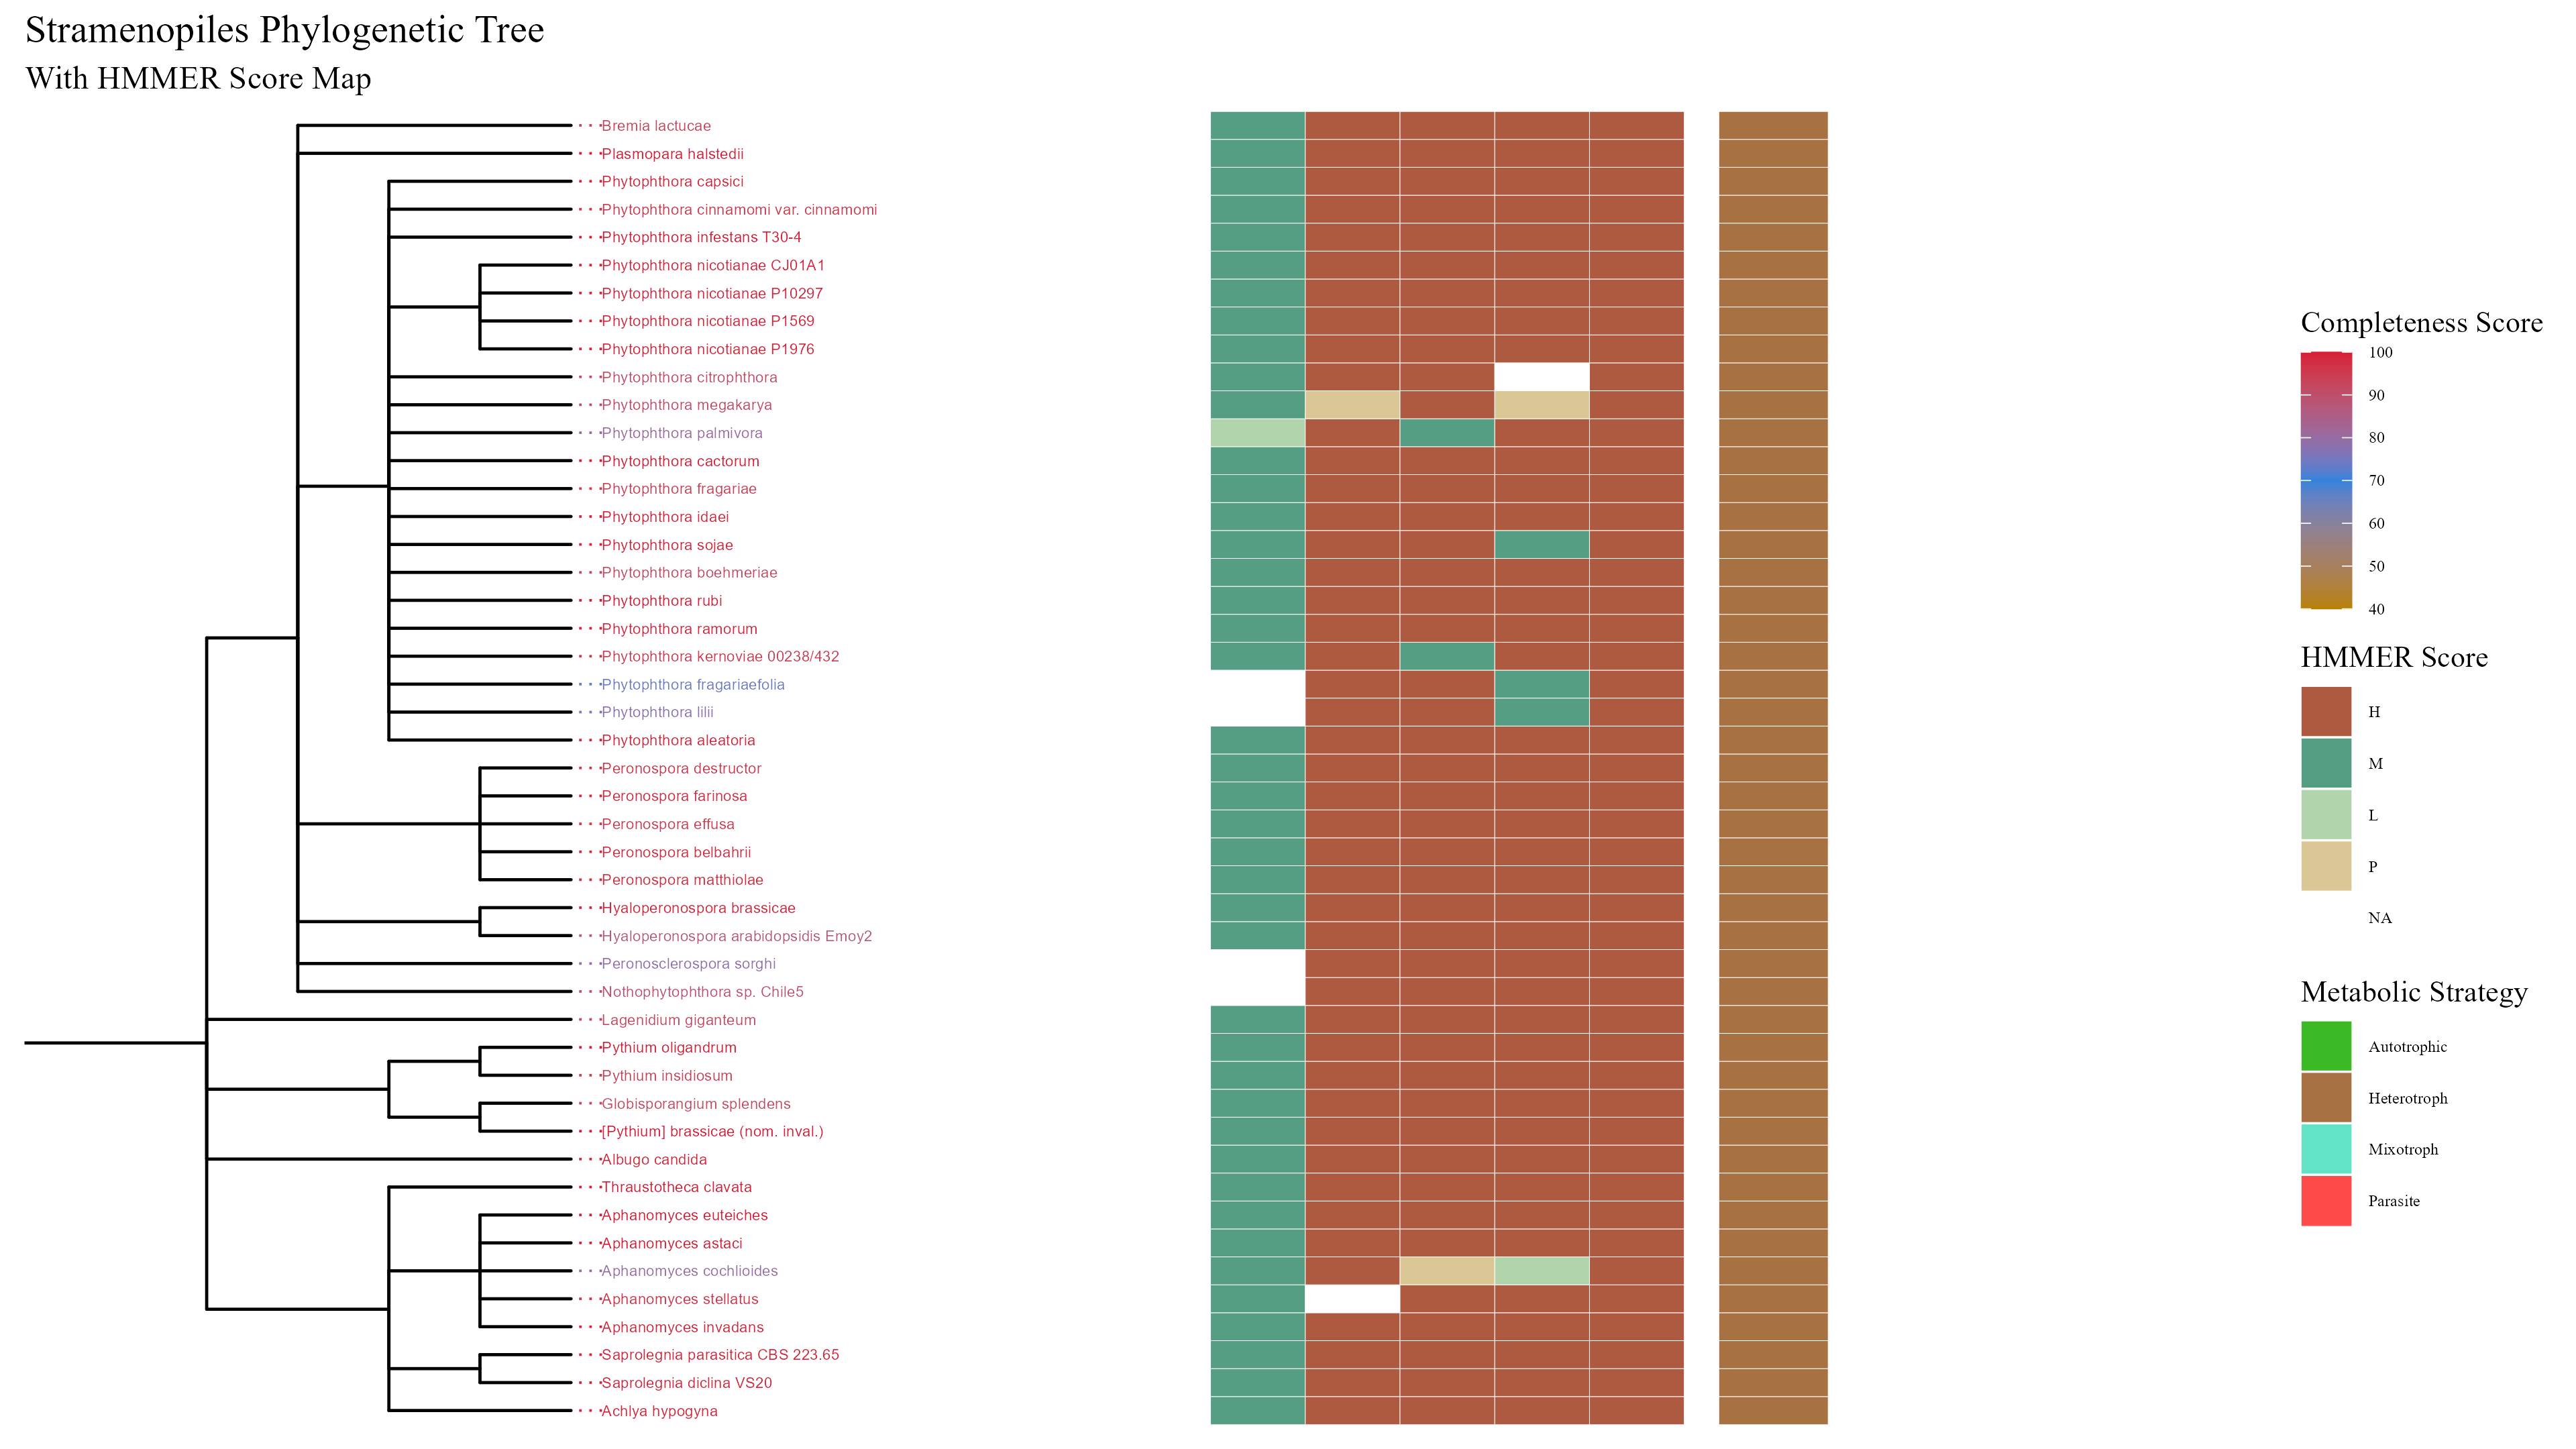 Stramenopiles Phylogenetic Tree
With HMMER Score Map
Bremia lactucae
Plasmopara halstedii
Phytophthora capsici
Phytophthora cinnamomi var. cinnamomi
Phytophthora infestans T30-4
Phytophthora nicotianae CJ01A1
Phytophthora nicotianae P10297
Phytophthora nicotianae P1569
Phytophthora nicotianae P1976
Phytophthora citrophthora
Phytophthora megakarya
Phytophthora palmivora
Phytophthora cactorum
Phytophthora fragariae
Phytophthora idaei
Phytophthora sojae
Phytophthora boehmeriae
Phytophthora rubi
Phytophthora ramorum
Phytophthora kernoviae 00238/432
Phytophthora fragariaefolia
Phytophthora lilii
Phytophthora aleatoria
Peronospora destructor
Peronospora farinosa
Peronospora effusa
Peronospora belbahrii
Peronospora matthiolae
Hyaloperonospora brassicae
Hyaloperonospora arabidopsidis Emoy2
Peronosclerospora sorghi
Nothophytophthora sp. Chile5
Lagenidium giganteum
Pythium oligandrum
Pythium insidiosum
Globisporangium splendens
[Pythium] brassicae (nom. inval.)
Albugo candida
Thraustotheca clavata
Aphanomyces euteiches
Aphanomyces astaci
Aphanomyces cochlioides
Aphanomyces stellatus
Aphanomyces invadans
Saprolegnia parasitica CBS 223.65
Saprolegnia diclina VS20
Achlya hypogyna
Completeness Score
100
90
80
70
60
50
40
HMMER Score
H
M
L
P
NA
Metabolic Strategy
Autotrophic
Heterotroph
Mixotroph
Parasite